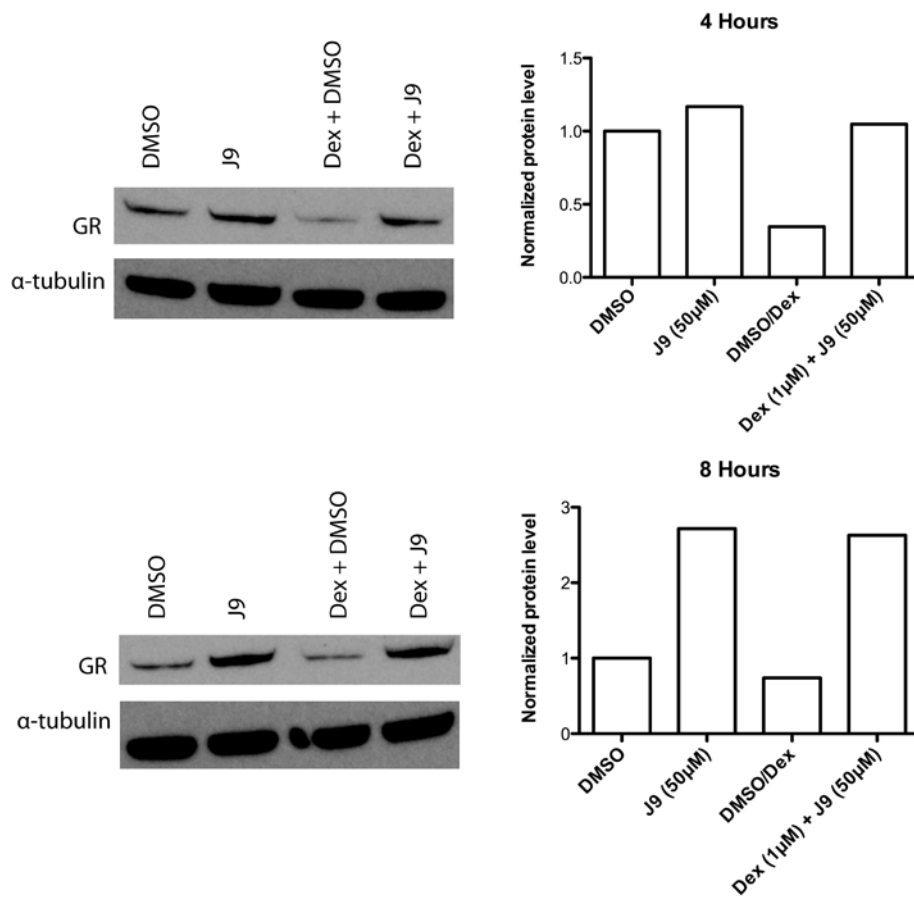 DMSO
J9
Dex + DMSO
Dex + J9
GR
α-tubulin
4 Hours
Normalized protein level
1.5
1.0
0.5
0.0
DMSO
J9 (50μM)
DMSO/Dex
Dex (1μM) + J9 (50μM)
DMSO
J9
Dex + DMSO
Dex + J9
GR
α-tubulin
8 Hours
Normalized protein level
3
2
1
0
DMSO
J9 (50μM)
DMSO/Dex
Dex (1μM) + J9 (50μM)